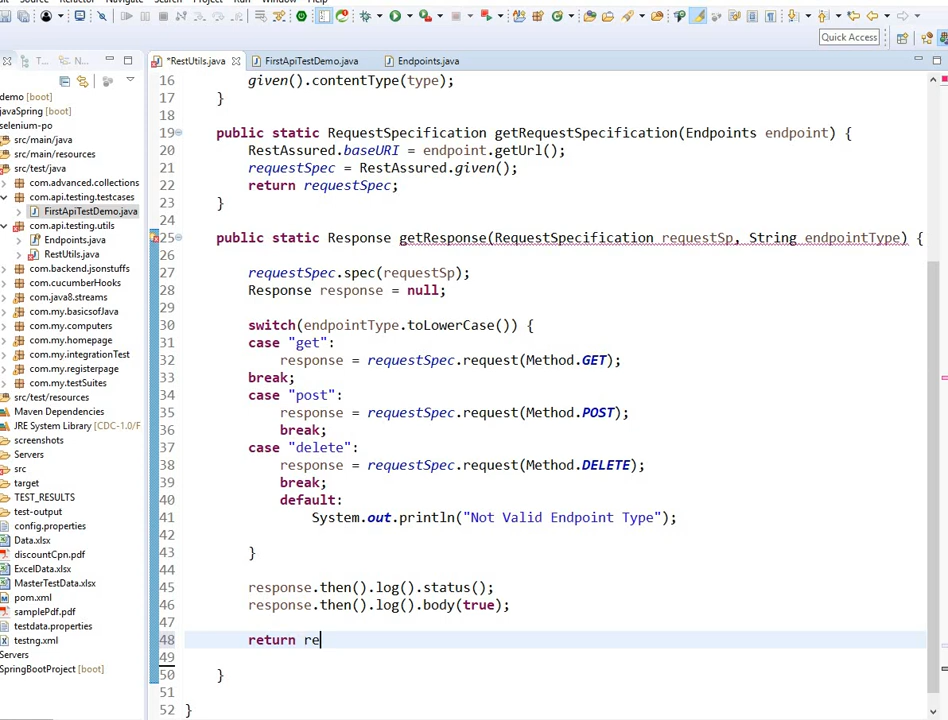 Quick Access
T...
N...
*RestUtils.java
FirstApiTestDemo.java
Endpoints.java
demo [boot]
javaSpring [boot]
selenium-po
src/main/java
src/main/resources
src/test/java
com.advanced.collections
com.api.testing.testcases
FirstApiTestDemo.java
com.api.testing.utils
Endpoints.java
RestUtils.java
com.backend.jsonstuffs
com.cucumberHooks
com.java8.streams
com.my.basicsofJava
com.my.computers
com.my.homepage
com.my.integrationTest
com.my.registerpage
com.my.testSuites
src/test/resources
Maven Dependencies
JRE System Library [CDC-1.0/F
screenshots
Servers
src
target
TEST_RESULTS
test-output
config.properties
Data.xlsx
discountCpn.pdf
ExcelData.xlsx
MasterTestData.xlsx
pom.xml
samplePdf.pdf
testdata.properties
testng.xml
Servers
SpringBootProject [boot]
16 given().contentType(type);
17 }
18
19 public static RequestSpecification getRequestSpecification(Endpoints endpoint) {
20 RestAssured.baseURI = endpoint.getUrl();
21 requestSpec = RestAssured.given();
22 return requestSpec;
23 }
24
25 public static Response getResponse(RequestSpecification requestSp, String endpointType) {
26
27 requestSpec.spec(requestSp);
28 Response response = null;
29
30 switch(endpointType.toLowerCase()) {
31 case "get":
32 response = requestSpec.request(Method.GET);
33 break;
34 case "post":
35 response = requestSpec.request(Method.POST);
36 break;
37 case "delete":
38 response = requestSpec.request(Method.DELETE);
39 break;
40 default:
41 System.out.println("Not Valid Endpoint Type");
42
43 }
44
45 response.then().log().status();
46 response.then().log().body(true);
47
48 return re
49
50 }
51
52 }